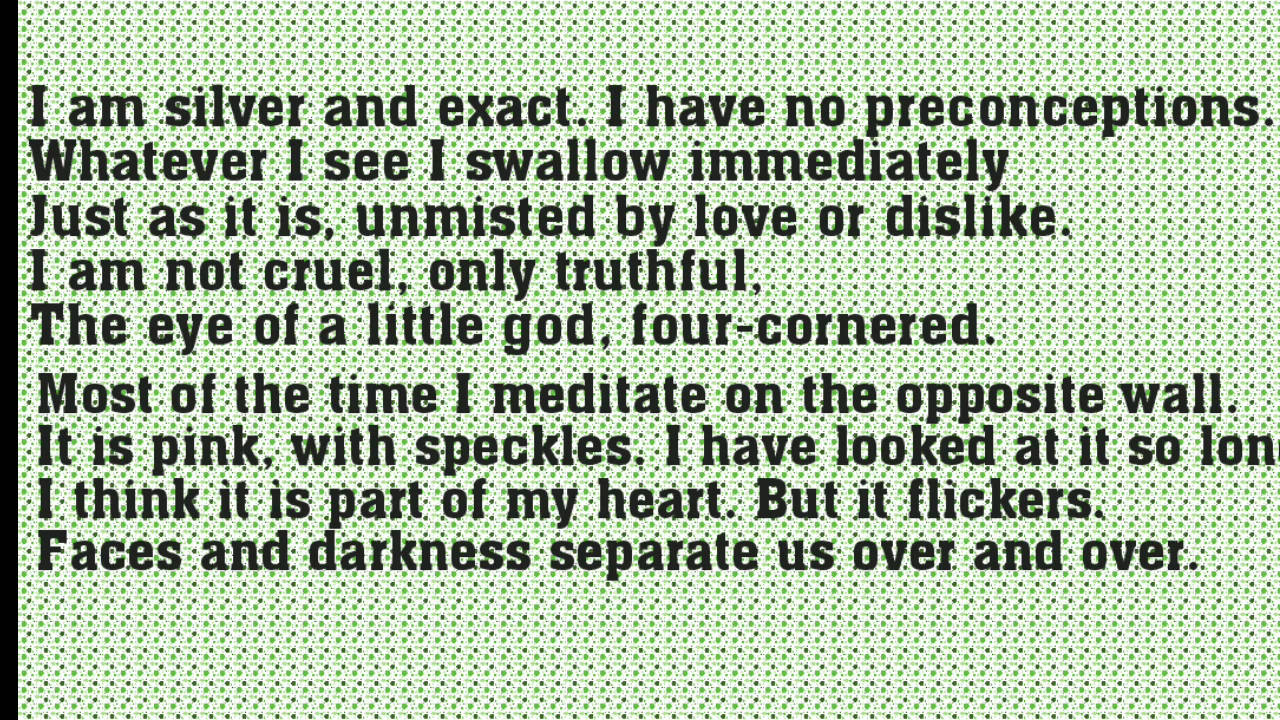 I am silver and exact. I have no preconceptions.
Whatever I see I swallow immediately
Just as it is, unmisted by love or dislike.
I am not cruel, only truthful,
The eye of a little god, four-cornered.
Most of the time I meditate on the opposite wall.
It is pink, with speckles. I have looked at it so
I think it is part of my heart. But it flickers.
Faces and darkness separate us over and over.